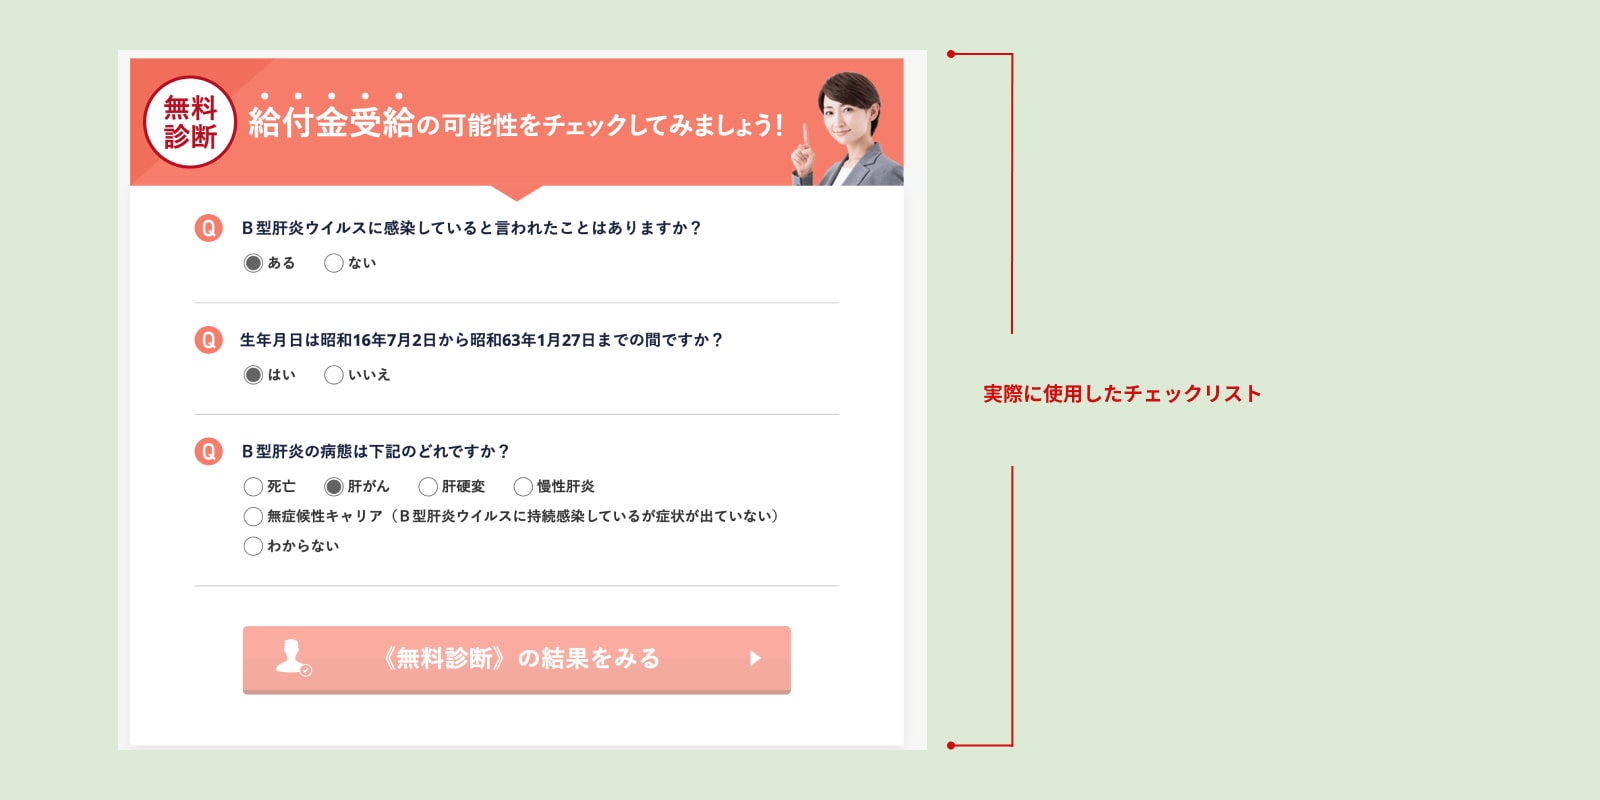 無料
診断
給付金受給の可能性をチェックしてみましょう!
Q B型肝炎ウイルスに感染していると言われたことはありますか?
ある ない
Q 生年月日は昭和16年7月2日から昭和63年1月27日までの間ですか?
はい いいえ
Q B型肝炎の病態は下記のどれですか?
死亡 肝がん 肝硬変 慢性肝炎
無症候性キャリア(B型肝炎ウイルスに持続感染しているが症状が出ていない)
わからない
《無料診断》の結果をみる
実際に使用したチェックリスト